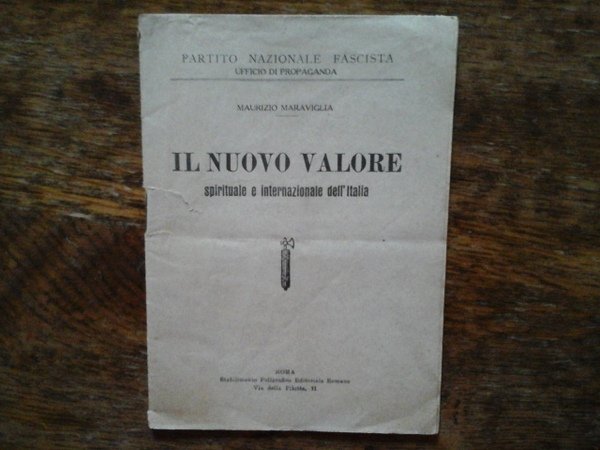 PARTITO NAZIONALE FASCISTA
UFFICIO DI PROPAGANDA
MAURIZIO MARAVIGLIA
IL NUOVO VALORE
spirituale e internazionale dell'Italia
ROMA
Stabilimento Poligrafico Editoriale Romano
Via della Pilotta, 11